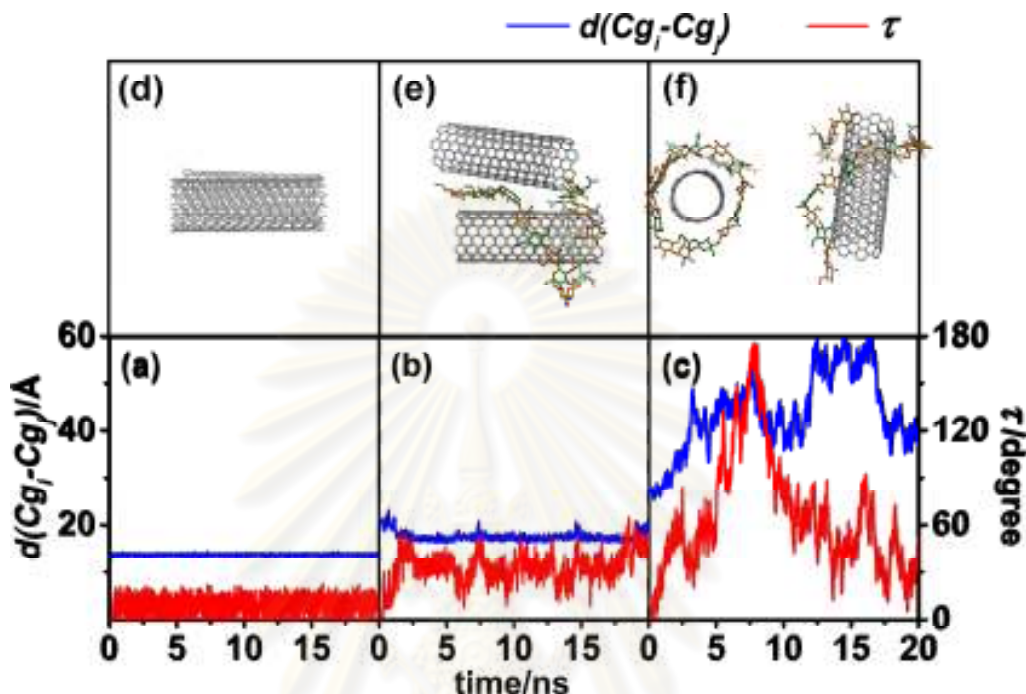 d(Cgi-Cgj) τ
(d) (e) (f)
60 (a) (b) (c) 180
40 120
20 60
0
0 5 10 15 0 5 10 15 0 5 10 15 20
d((Cgi-Cgj)/Å
τ/degree
time/ns